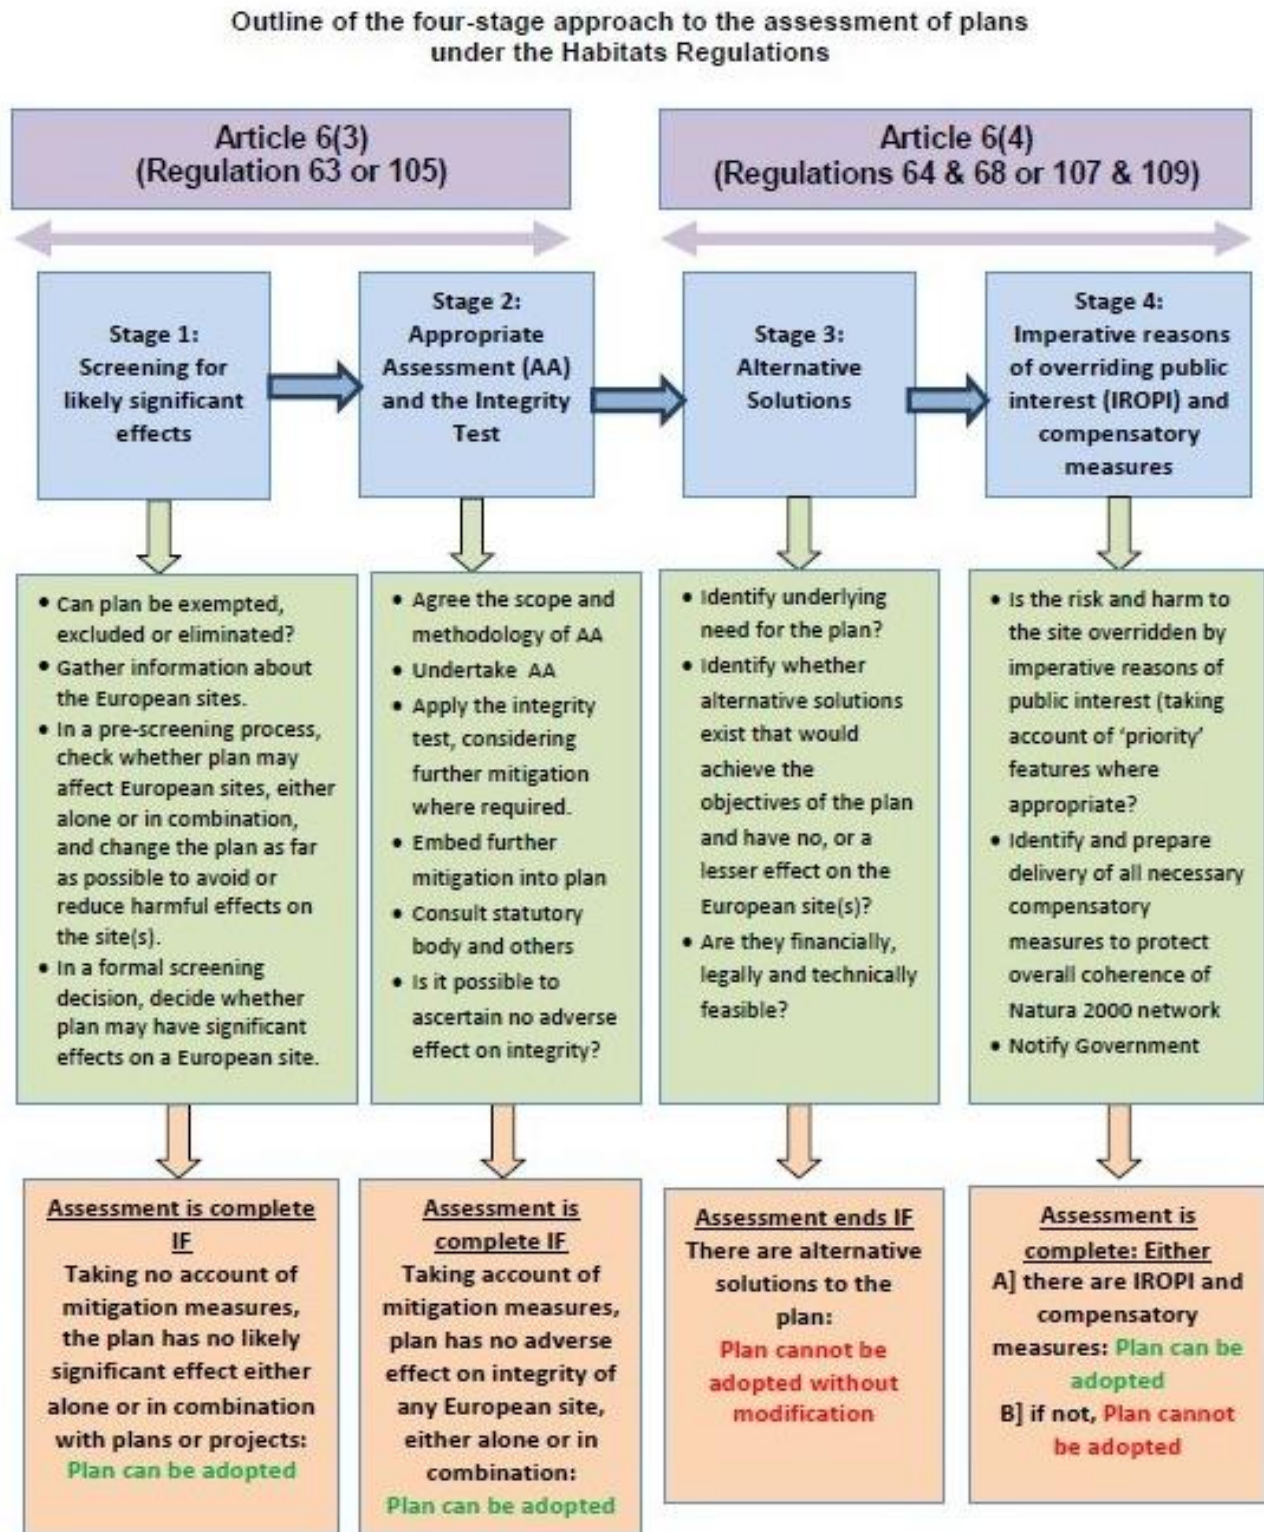 Outline of the four-stage approach to the assessment of plans
under the Habitats Regulations
Article 6(3)
(Regulation 63 or 105)
Article 6(4)
(Regulations 64 & 68 or 107 & 109)
Stage 1:
Screening for
likely significant
effects
Stage 2:
Appropriate
Assessment (AA)
and the Integrity
Test
Stage 3:
Alternative
Solutions
Stage 4:
Imperative reasons
of overriding public
interest (IROPI) and
compensatory
measures
• Can plan be exempted,
excluded or eliminated?
• Gather information about
the European sites.
• In a pre-screening process,
check whether plan may
affect European sites, either
alone or in combination,
and change the plan as far
as possible to avoid or
reduce harmful effects on
the site(s).
• In a formal screening
decision, decide whether
plan may have significant
effects on a European site.
• Agree the scope and
methodology of AA
• Undertake AA
• Apply the integrity
test, considering
further mitigation
where required.
• Embed further
mitigation into plan
• Consult statutory
body and others
• Is it possible to
ascertain no adverse
effect on integrity?
• Identify underlying
need for the plan?
• Identify whether
alternative solutions
exist that would
achieve the
objectives of the plan
and have no, or a
lesser effect on the
European site(s)?
• Are they financially,
legally and technically
feasible?
• Is the risk and harm to
the site overridden by
imperative reasons of
public interest (taking
account of ‘priority’
features where
appropriate?
• Identify and prepare
delivery of all necessary
compensatory
measures to protect
overall coherence of
Natura 2000 network
• Notify Government
Assessment is complete
IF
Taking no account of
mitigation measures,
the plan has no likely
significant effect either
alone or in combination
with plans or projects:
Plan can be adopted
Assessment is
complete IF
Taking account of
mitigation measures,
plan has no adverse
effect on integrity of
any European site,
either alone or in
combination:
Plan can be adopted
Assessment ends IF
There are alternative
solutions to the
plan:
Plan cannot be
adopted without
modification
Assessment is
complete: Either
A] there are IROPI and
compensatory
measures: Plan can be
adopted
B] if not, Plan cannot
be adopted